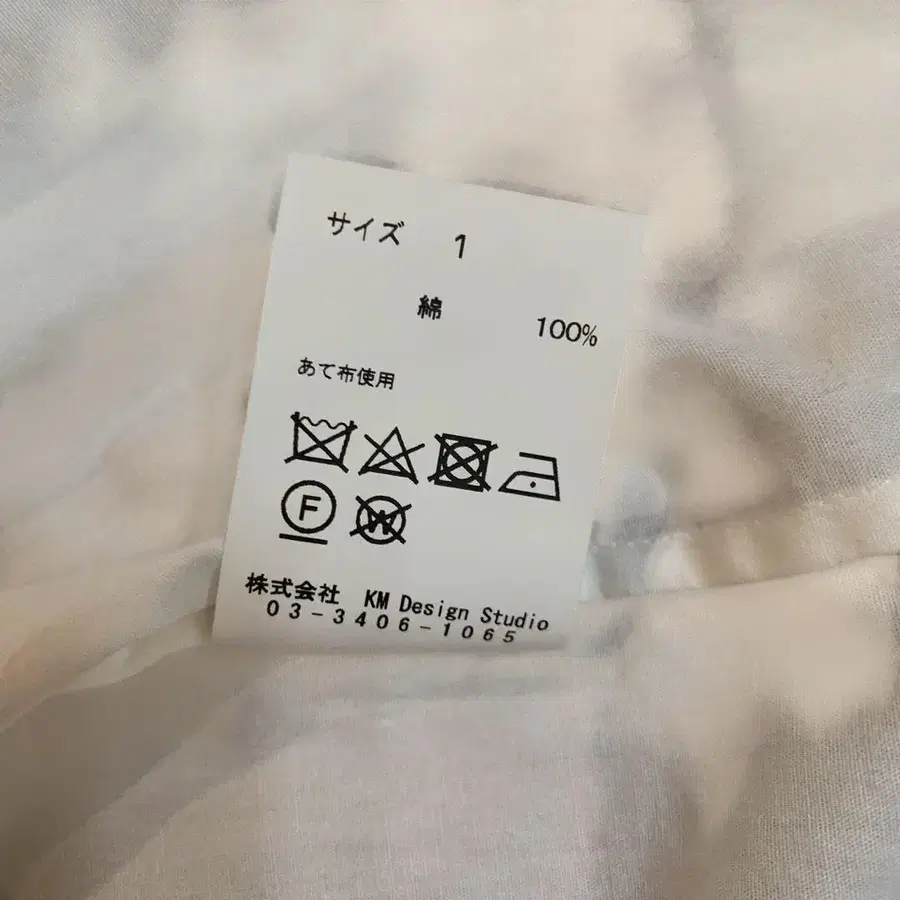 サイズ 1
綿 100%
あて布使用
F W
株式会社 KM Design Studio
03-3406-1065